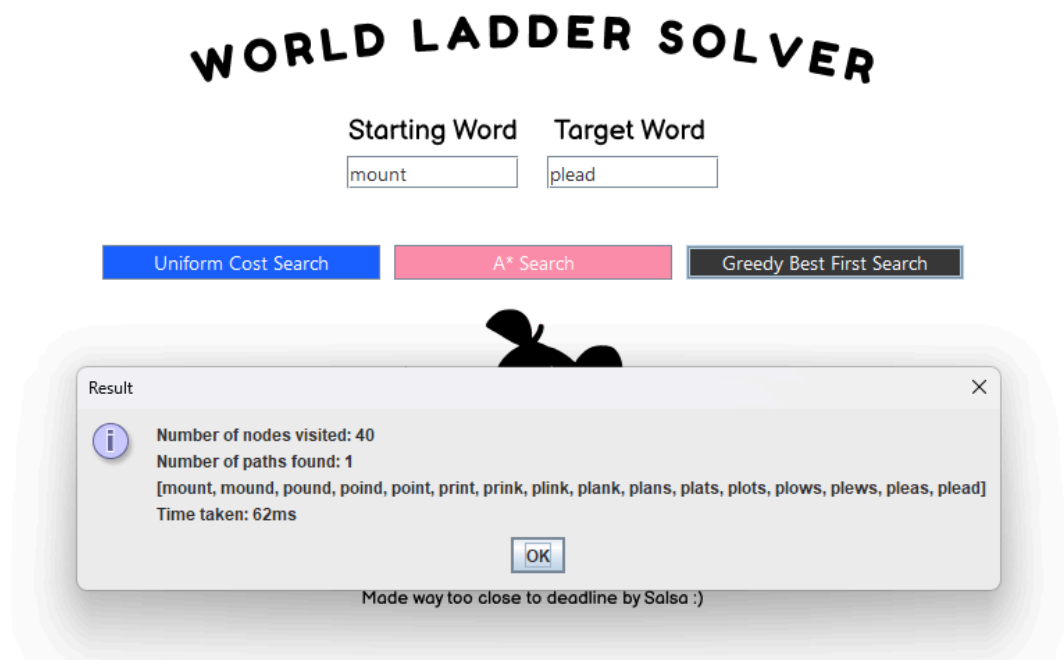 WORLD LADDER SOLVER
Starting Word Target Word
mount plead
Uniform Cost Search A* Search Greedy Best First Search
Result
Number of nodes visited: 40
Number of paths found: 1
[mount, mound, pound, poind, point, print, prink, plink, plank, plans, plats, plots, plows, plews, pleas, plead]
Time taken: 62ms
OK
Made way too close to deadline by Salsa :)